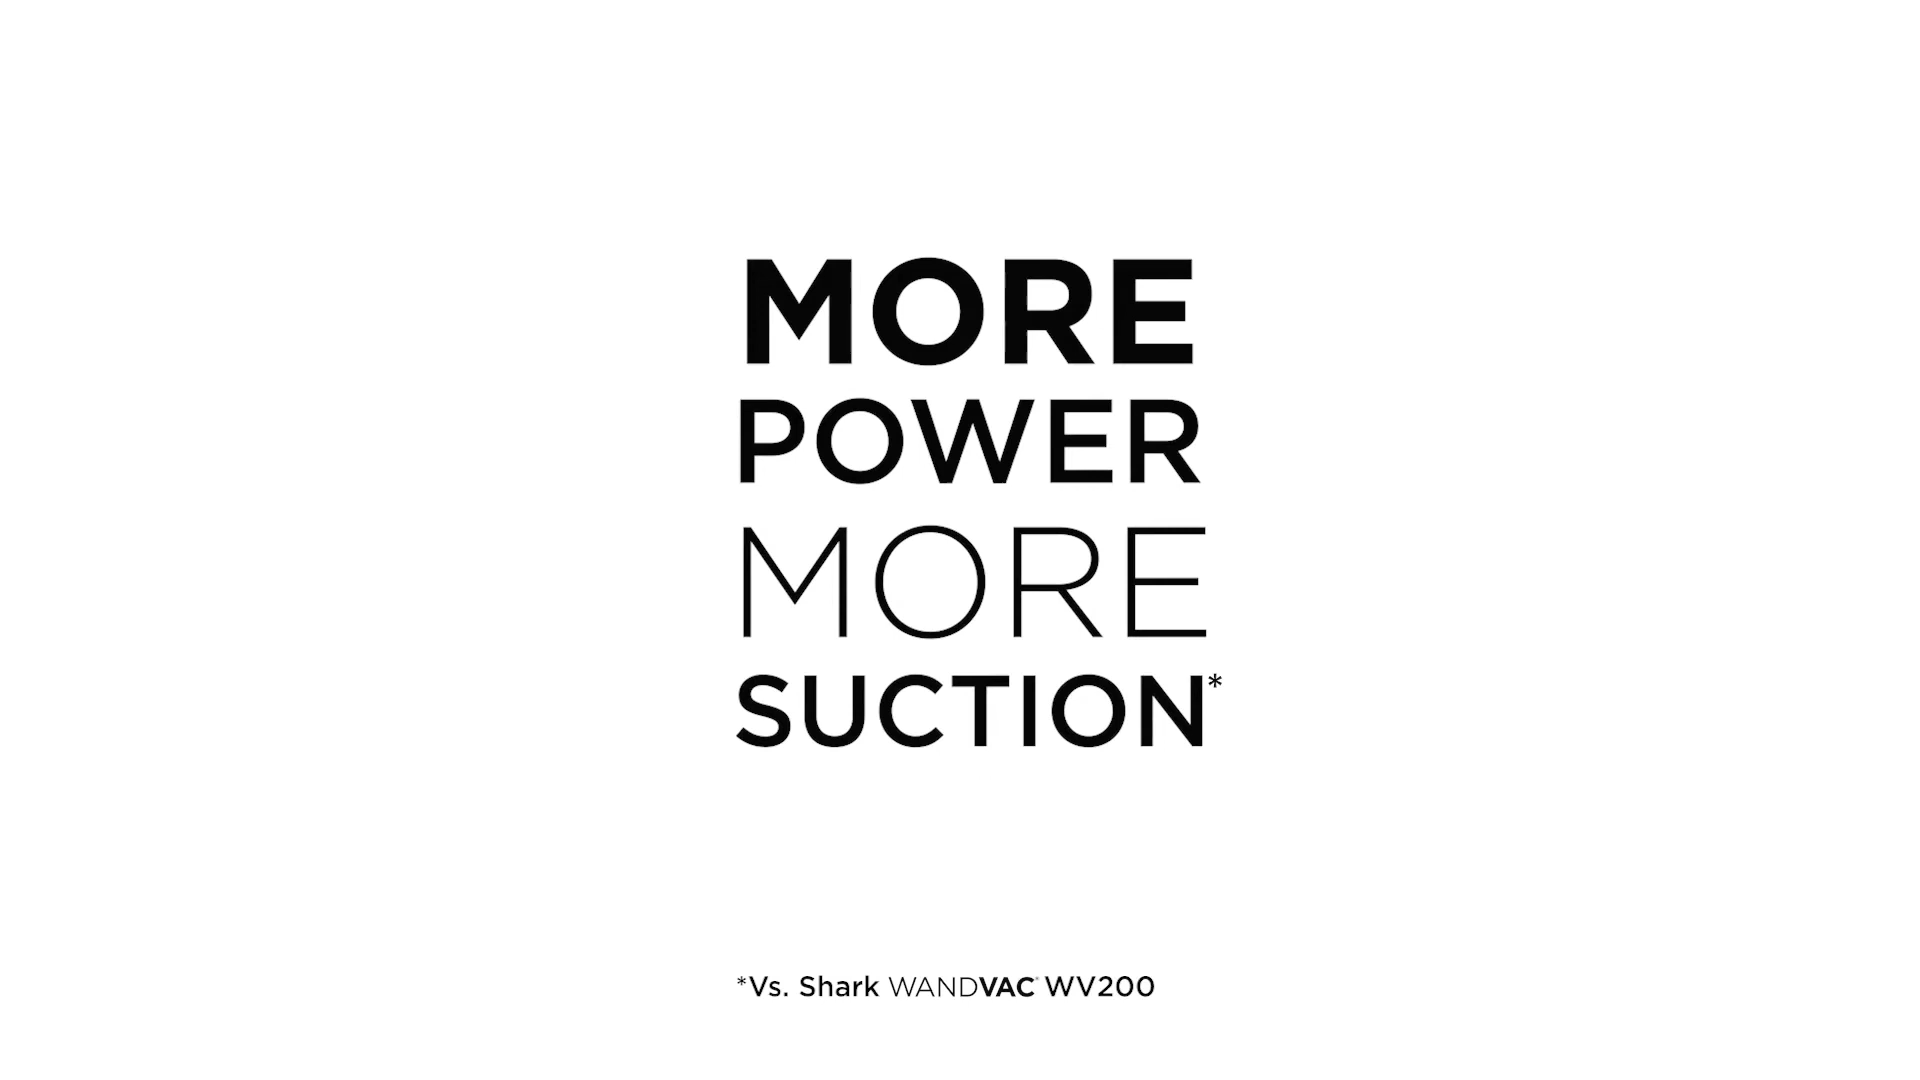 MORE
POWER
MORE
SUCTION*
*Vs. Shark WANDVAC® WV200